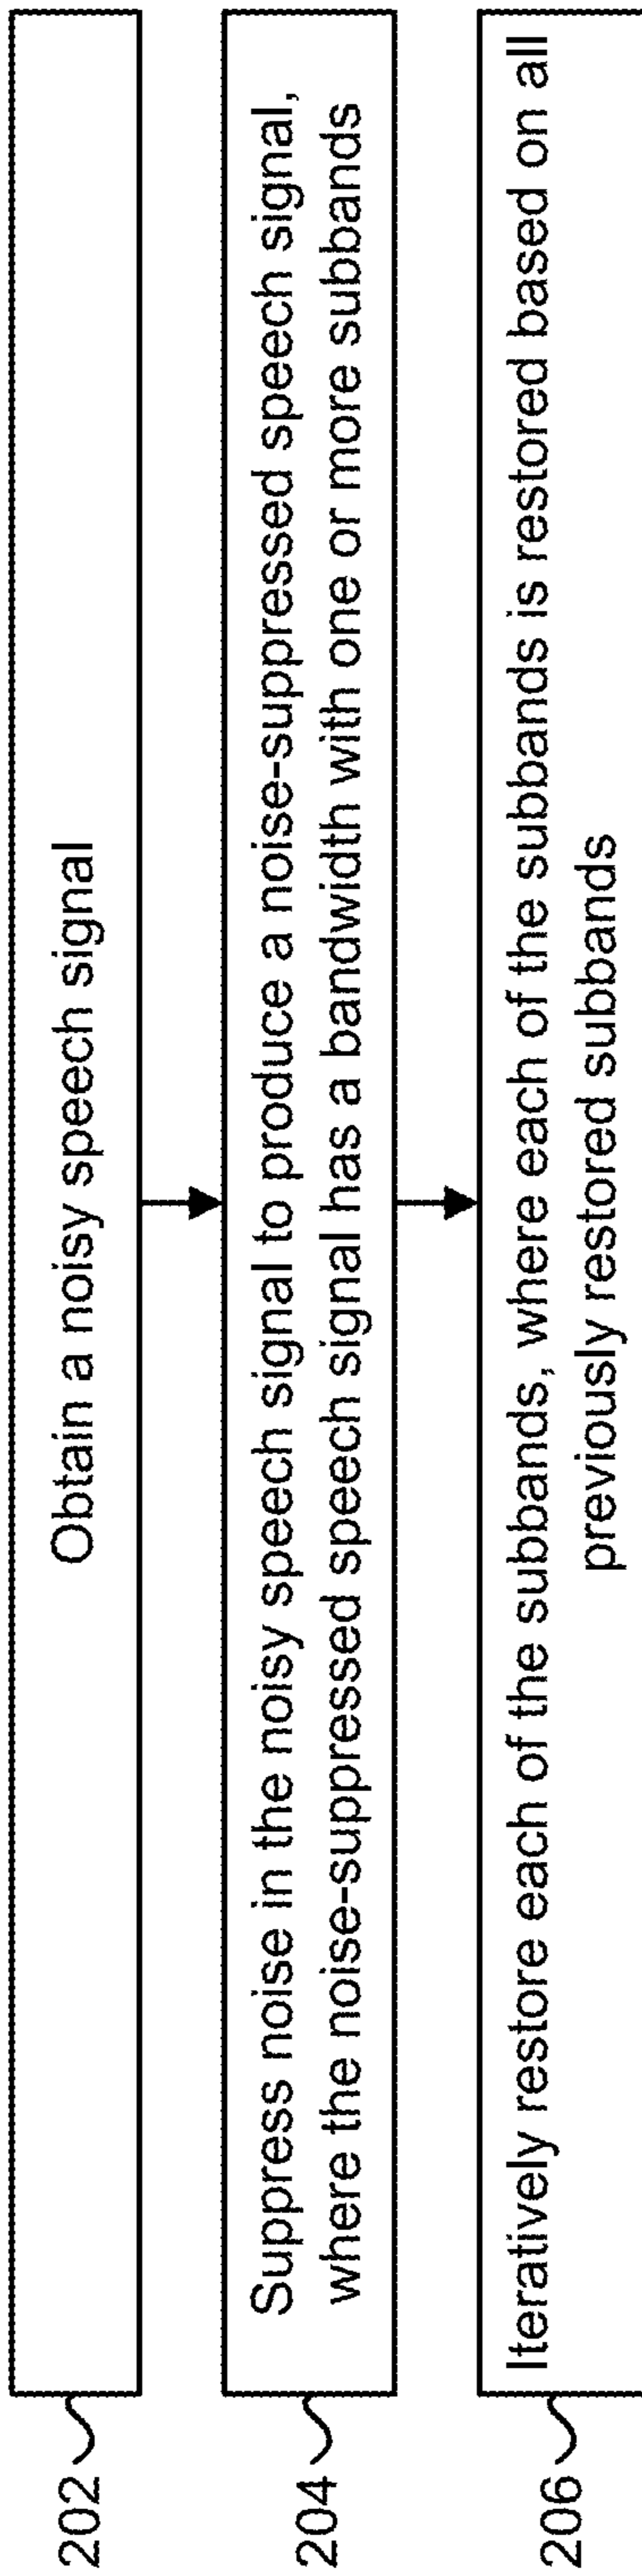 202
Obtain a noisy speech signal
204
Suppress noise in the noisy speech signal to produce a noise-suppressed speech signal,
where the noise-suppressed speech signal has a bandwidth with one or more subbands
206
Iteratively restore each of the subbands, where each of the subbands is restored based on all
previously restored subbands